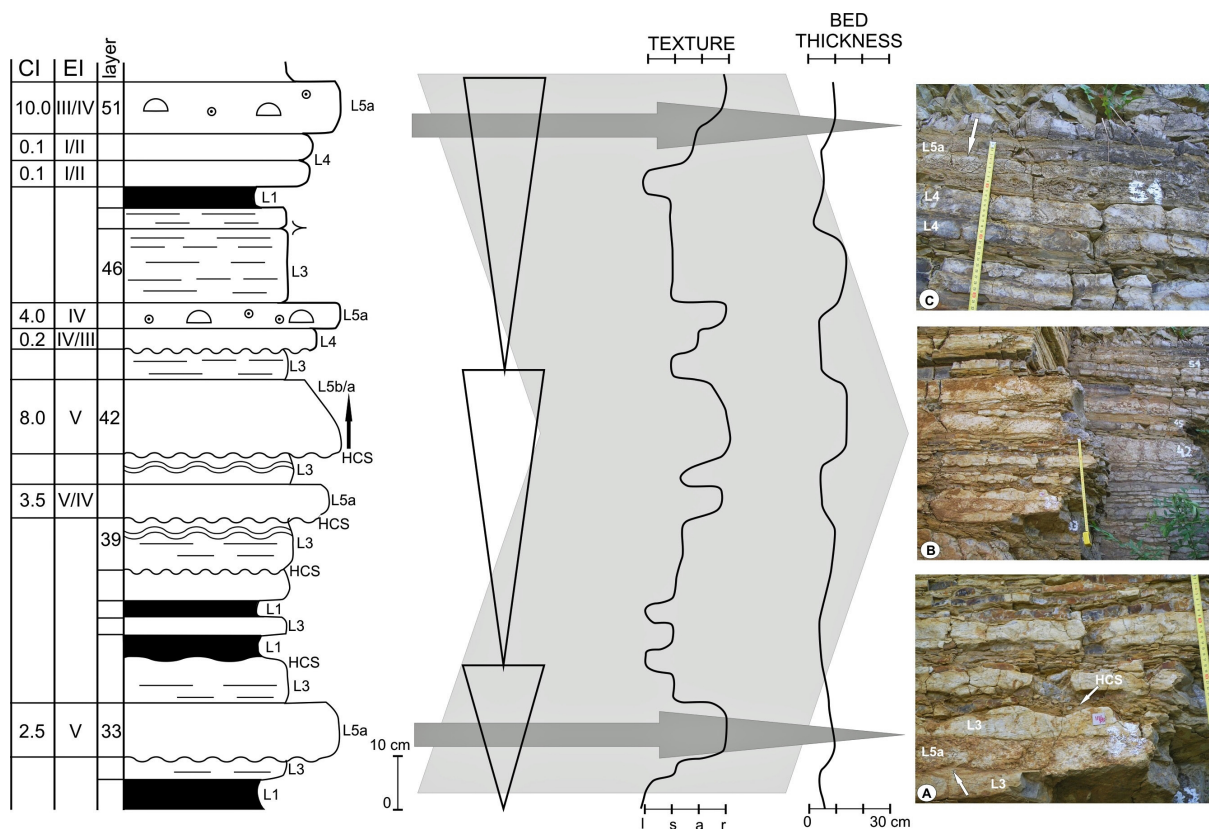 CI EI layer
TEXTURE
BED
THICKNESS
10.0 III/IV 51 L5a
0.1 I/II
L4
0.1 I/II
L1
46 L3
4.0 IV L5a
0.2 IV/III L4
L3
L5b/a
8.0 V 42
HCS
L3
3.5 V/IV L5a
HCS
39 L3
HCS
L1
L3
L1
HCS
L3
2.5 V 33 L5a
L3
L1
10 cm
0
l s a r
0 30 cm
L5a
L4
L4
51
C
51
42
B
HCS
L3
L5a
L3
A